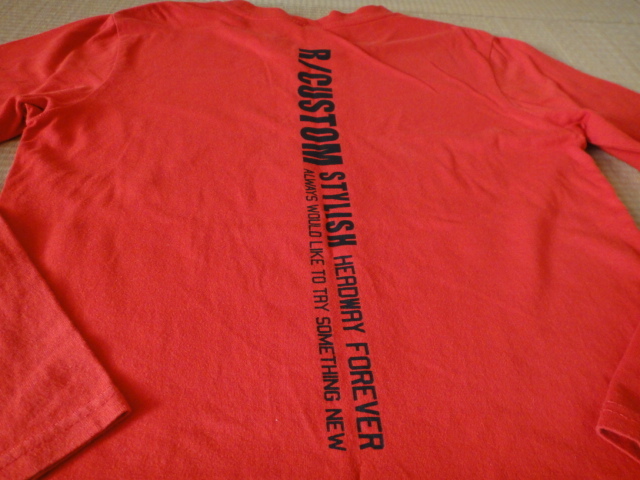 R/CUSTOM STYLISH HEADWAY FOREVER
ALWAYS WOULD LIKE TO TRY SOMETHING NEW